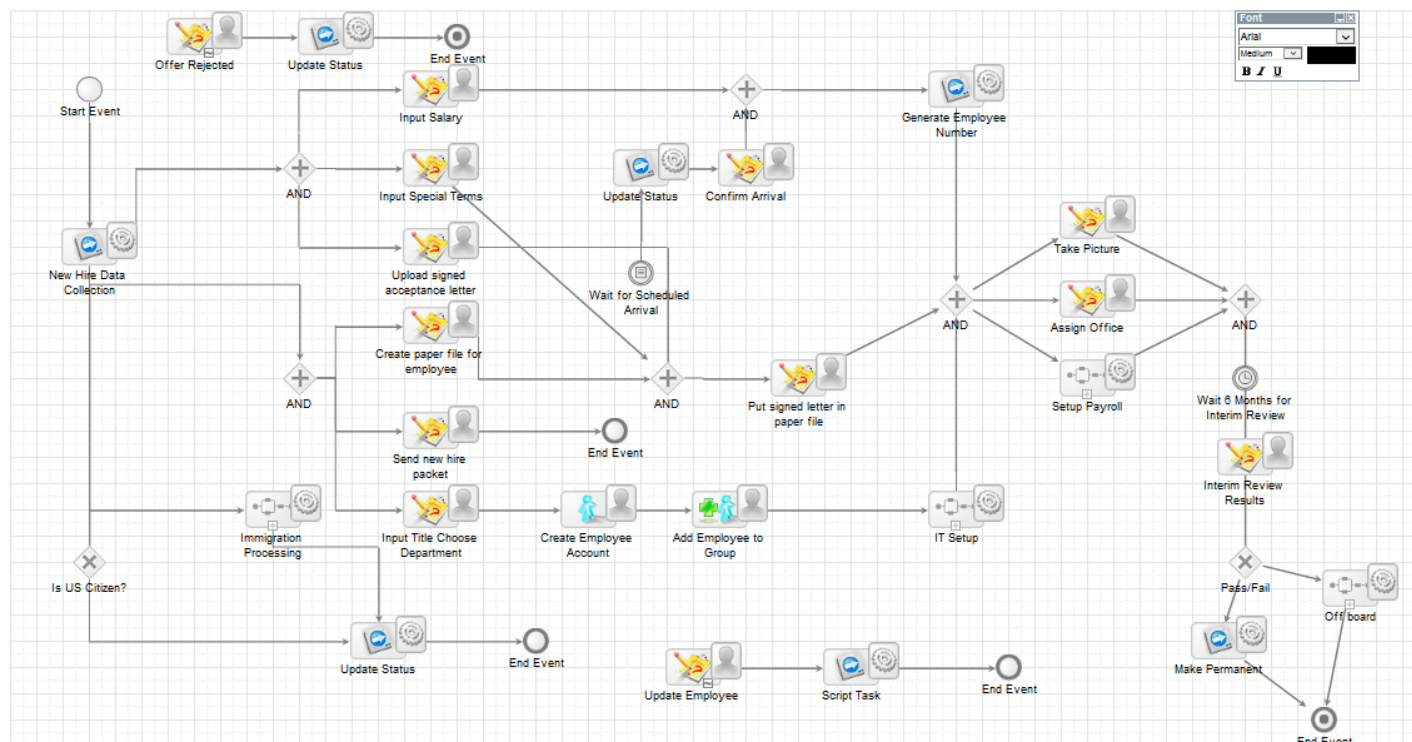 Font
Arial
Medium
B I U
Offer Rejected
Update Status
End Event
Start Event
Input Salary
AND
Generate Employee
Number
AND
Input Special Terms
Update Status
Confirm Arrival
New Hire Data
Collection
Upload signed
acceptance letter
Take Picture
Wait for Scheduled
Arrival
AND
Assign Office
AND
Create paper file for
employee
AND
AND
Put signed letter in
paper file
Setup Payroll
Wait 6 Months for
Interim Review
Send new hire
packet
End Event
Interim Review
Results
Immigration
Processing
Input Title Choose
Department
Create Employee
Account
Add Employee to
Group
IT Setup
Is US Citizen?
Pass/Fail
Off board
Update Status
End Event
Make Permanent
Update Employee
Script Task
End Event
End Event